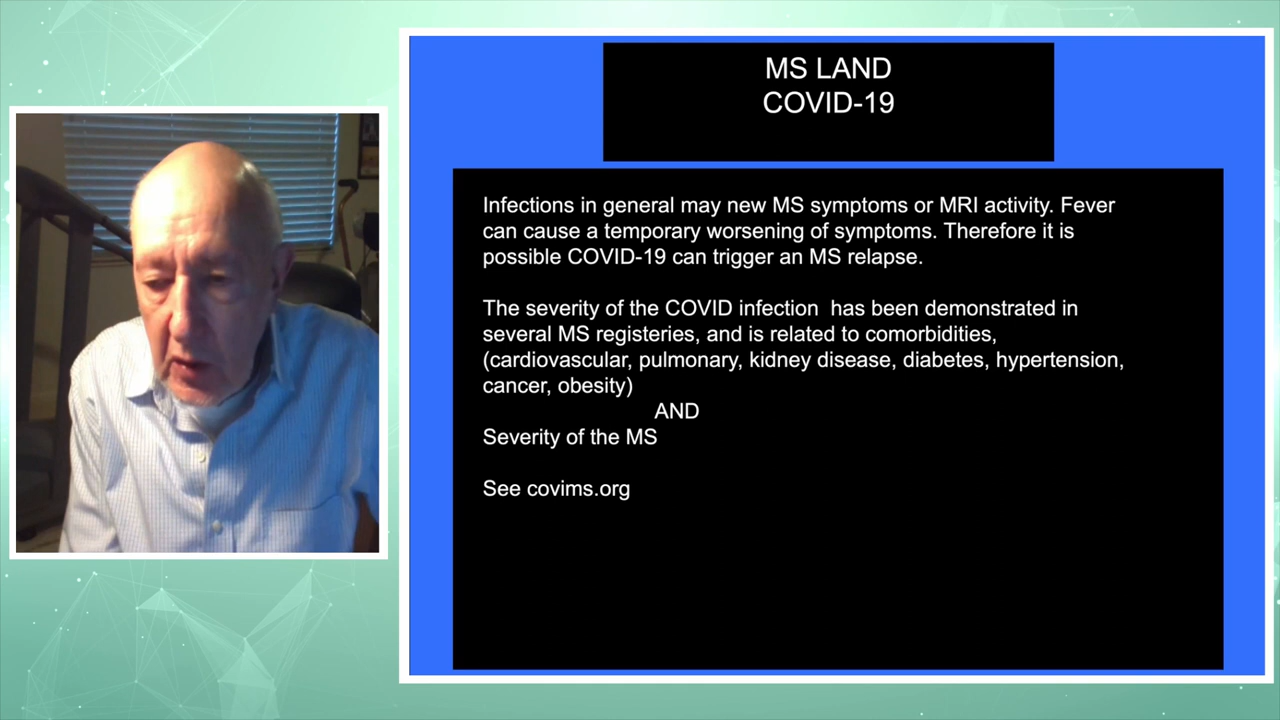 MS LAND
COVID-19
Infections in general may new MS symptoms or MRI activity. Fever
can cause a temporary worsening of symptoms. Therefore it is
possible COVID-19 can trigger an MS relapse.
The severity of the COVID infection  has been demonstrated in
several MS registeries, and is related to comorbidities,
(cardiovascular, pulmonary, kidney disease, diabetes, hypertension,
cancer, obesity)
AND
Severity of the MS
See covims.org